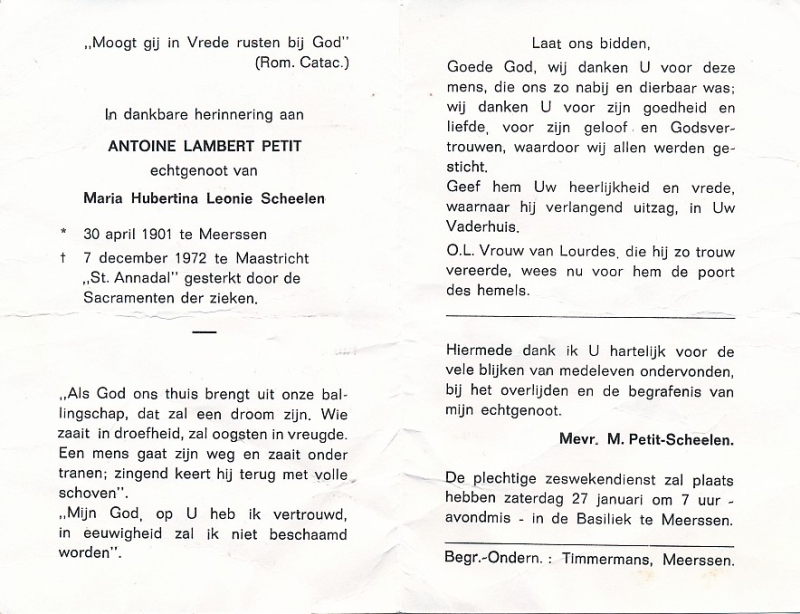 „Moogt gij in Vrede rusten bij God”
(Rom. Catac.)
In dankbare herinnering aan
ANTOINE LAMBERT PETIT
echtgenoot van
Maria Hubertina Leonie Scheelen
* 30 april 1901 te Meerssen
† 7 december 1972 te Maastricht
„St. Annadal” gesterkt door de
Sacramenten der zieken.
„Als God ons thuis brengt uit onze bal-
lingschap, dat zal een droom zijn. Wie
zaait in droefheid, zal oogsten in vreugde.
Een mens gaat zijn weg en zaait onder
tranen; zingend keert hij terug met volle
schoven”.
„Mijn God, op U heb ik vertrouwd,
in eeuwigheid zal ik niet beschaamd
worden”.
Laat ons bidden,
Goede God, wij danken U voor deze
mens, die ons zo nabij en dierbaar was;
wij danken U voor zijn goedheid en
liefde, voor zijn geloof en Godsver-
trouwen, waardoor wij allen werden ge-
sticht.
Geef hem Uw heerlijkheid en vrede,
waarnaar hij verlangend uitzag, in Uw
Vaderhuis.
O.L. Vrouw van Lourdes, die hij zo trouw
vereerde, wees nu voor hem de poort
des hemels.
Hiermede dank ik U hartelijk voor de
vele blijken van medeleven ondervonden,
bij het overlijden en de begrafenis van
mijn echtgenoot.
Mevr. M. Petit-Scheelen.
De plechtige zeswekendienst zal plaats
hebben zaterdag 27 januari om 7 uur -
avondmis - in de Basiliek te Meerssen.
Begr.-Ondern. : Timmermans, Meerssen.